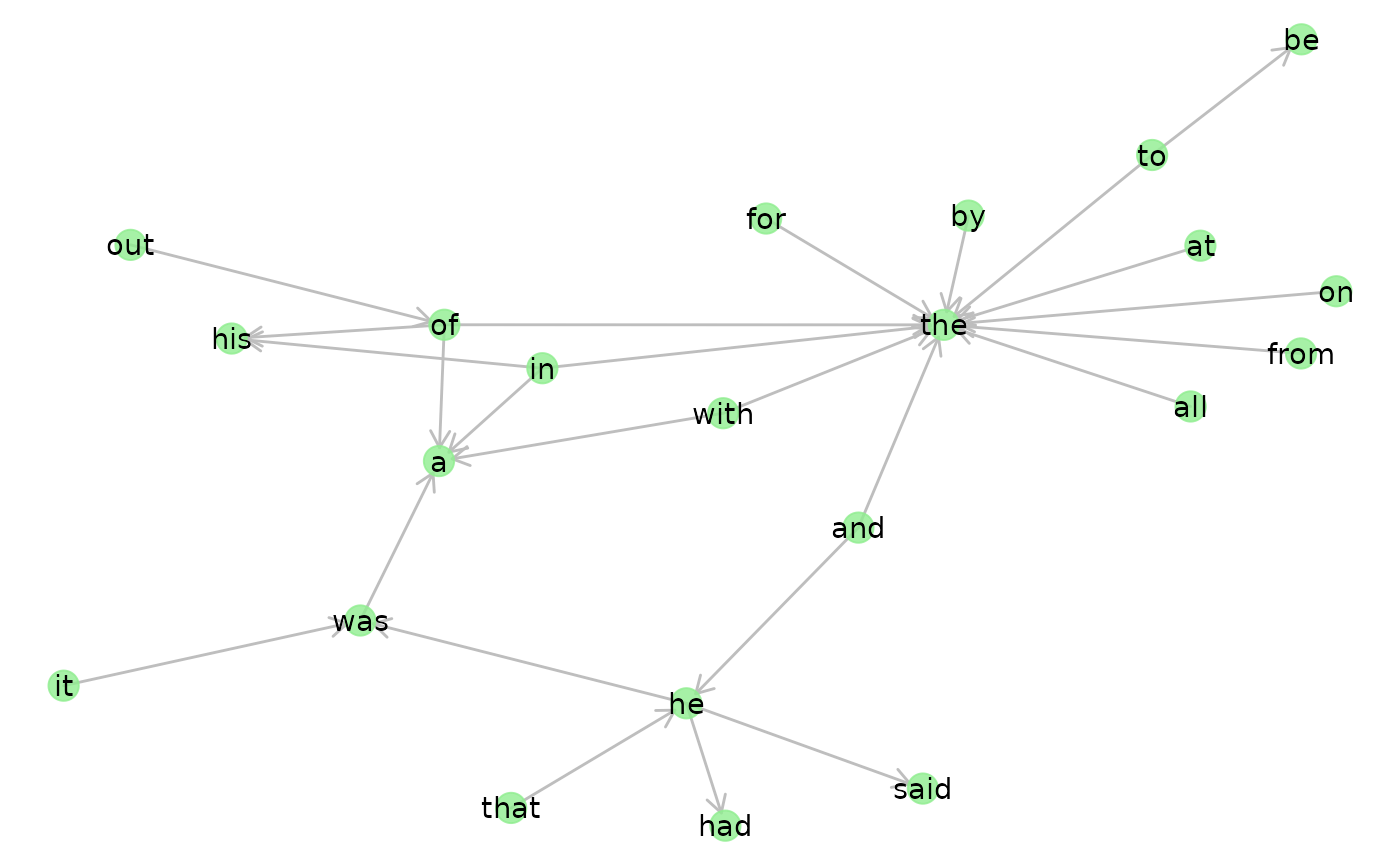 be
to
for
by
out
at
on
of
the
his
from
in
all
with
a
and
was
it
he
said
that
had